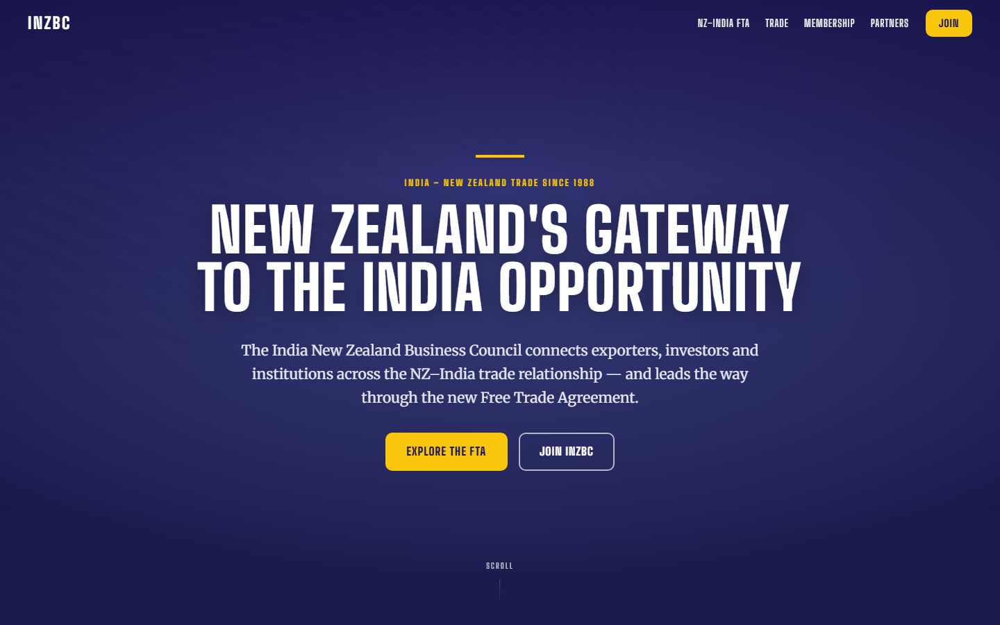 INZBC
NZ–INDIA FTA TRADE MEMBERSHIP PARTNERS JOIN
INDIA – NEW ZEALAND TRADE SINCE 1988
NEW ZEALAND'S GATEWAY
TO THE INDIA OPPORTUNITY
The India New Zealand Business Council connects exporters, investors and
institutions across the NZ–India trade relationship — and leads the way
through the new Free Trade Agreement.
EXPLORE THE FTA JOIN INZBC
SCROLL